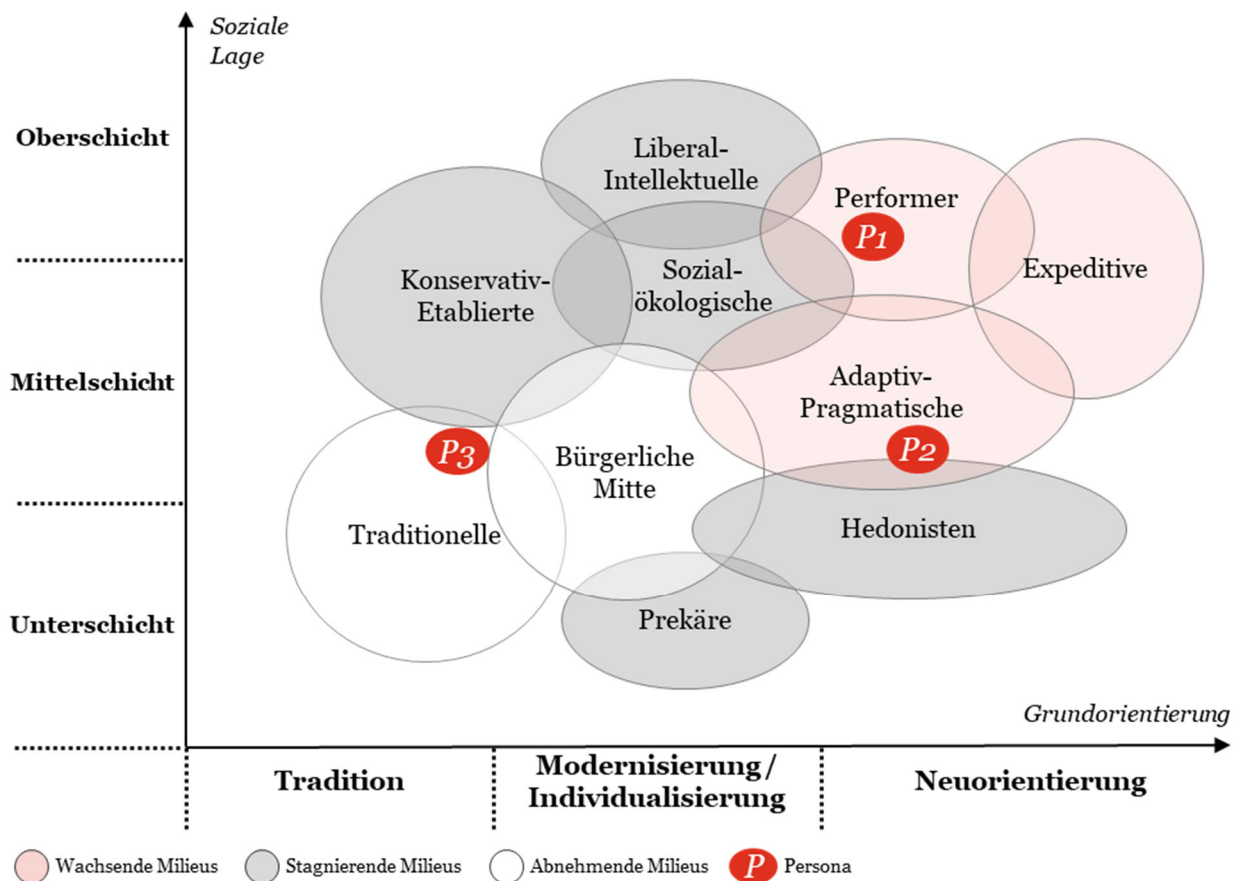 Soziale
Lage
Oberschicht
Liberal-
Intellektuelle
Performer
P1
Konservativ-
Etablierte
Sozial-
ökologische
Expeditive
Mittelschicht
Adaptiv-
Pragmatische
P2
P3
Bürgerliche
Mitte
Traditionelle
Hedonisten
Unterschicht
Prekäre
Grundorientierung
Tradition
Modernisierung/
Individualisierung
Neuorientierung
Wachsende Milieus
Stagnierende Milieus
Abnehmende Milieus
P Persona